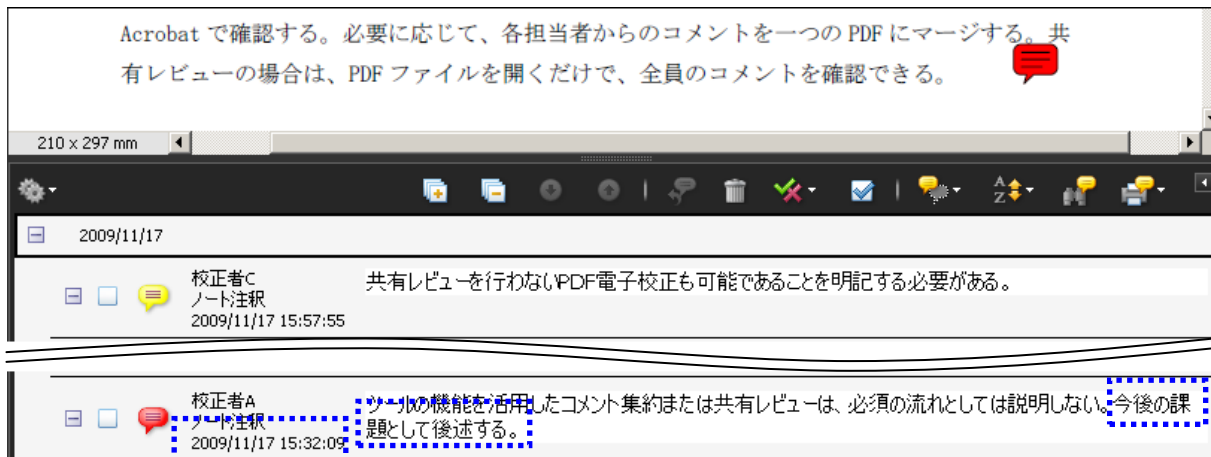 Acrobat で確認する。必要に応じて、各担当者からのコメントを一つの PDF にマージする。共
有レビューの場合は、PDF ファイルを開くだけで、全員のコメントを確認できる。
210 x 297 mm
A
Z
2009/11/17
校正者C
ノート注釈
2009/11/17 15:57:55
共有レビューを行わないPDF電子校正も可能であることを明記する必要がある。
校正者A
ノート注釈
2009/11/17 15:32:09
ツールの機能を活用したコメント集約または共有レビューは、必須の流れとしては説明しない。今後の課
題として後述する。